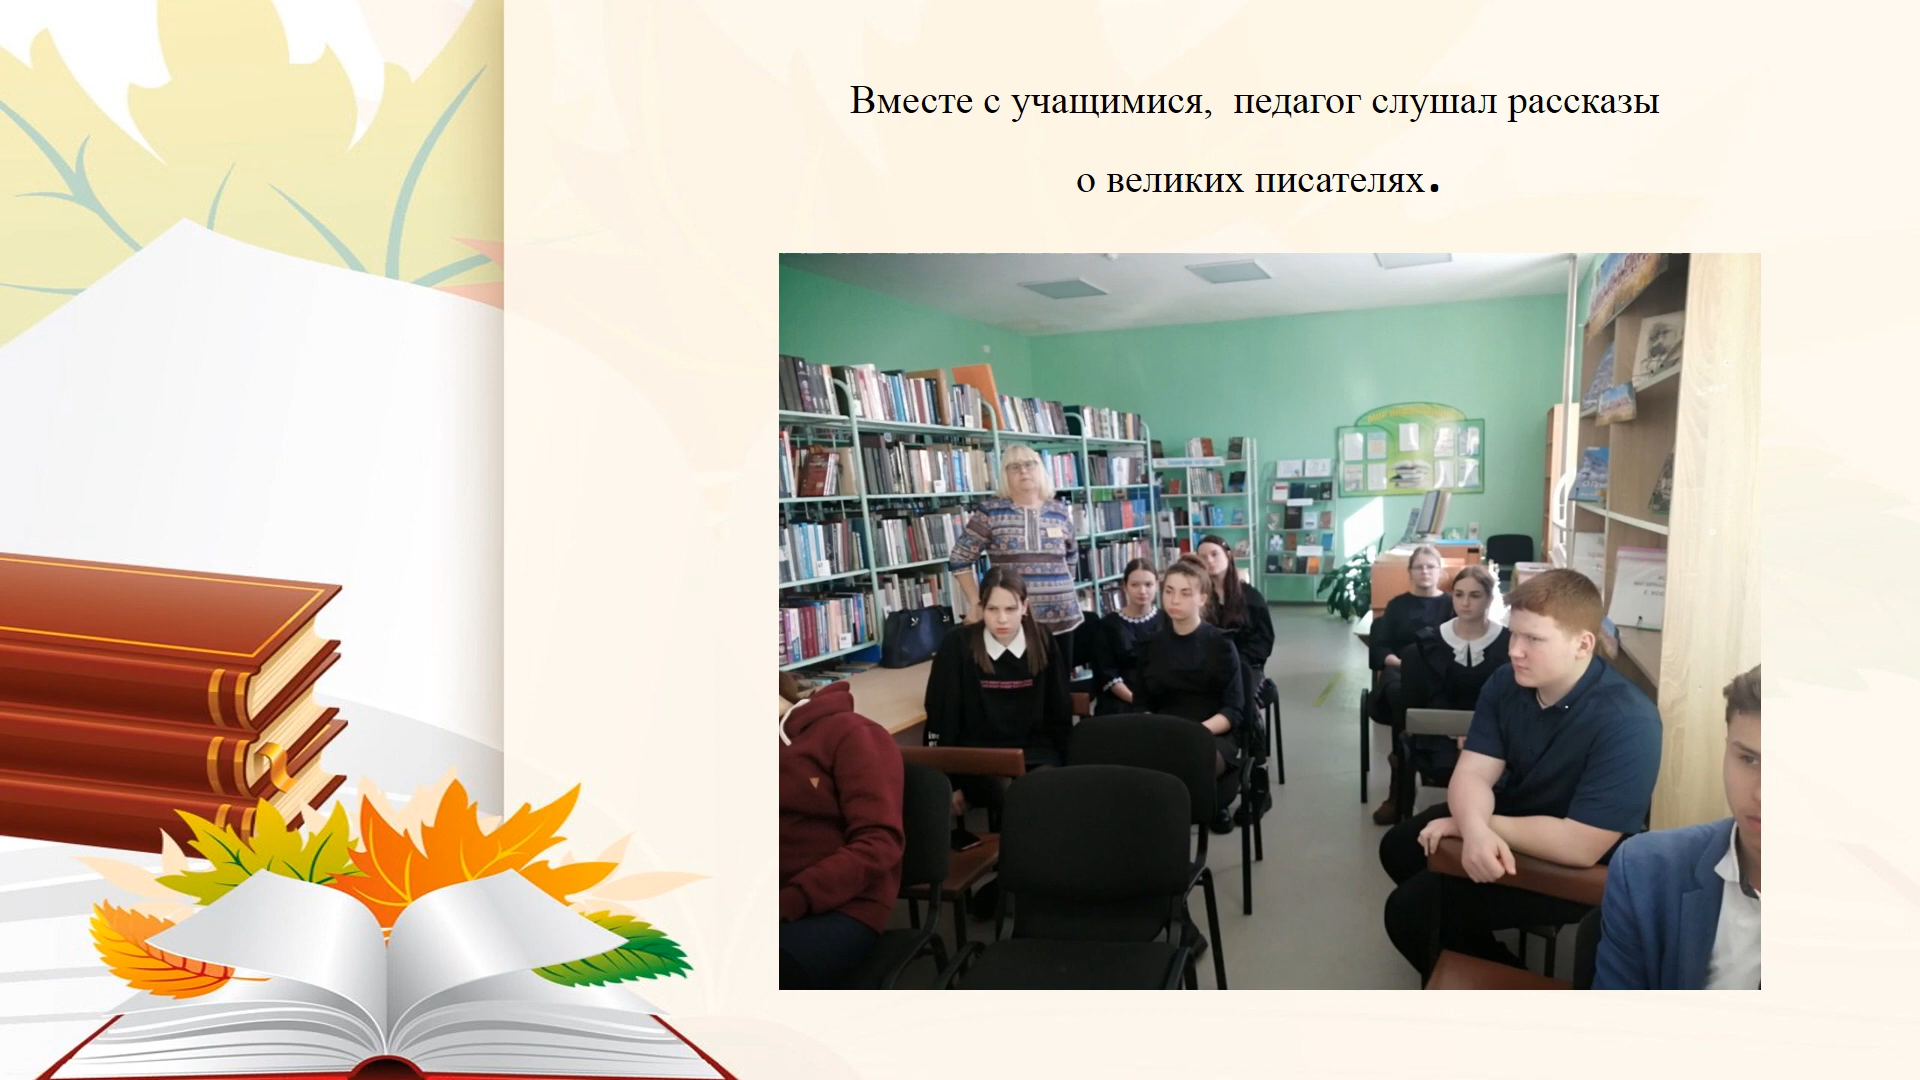 Вместе с учащимися,  педагог слушал рассказы
о великих писателях.